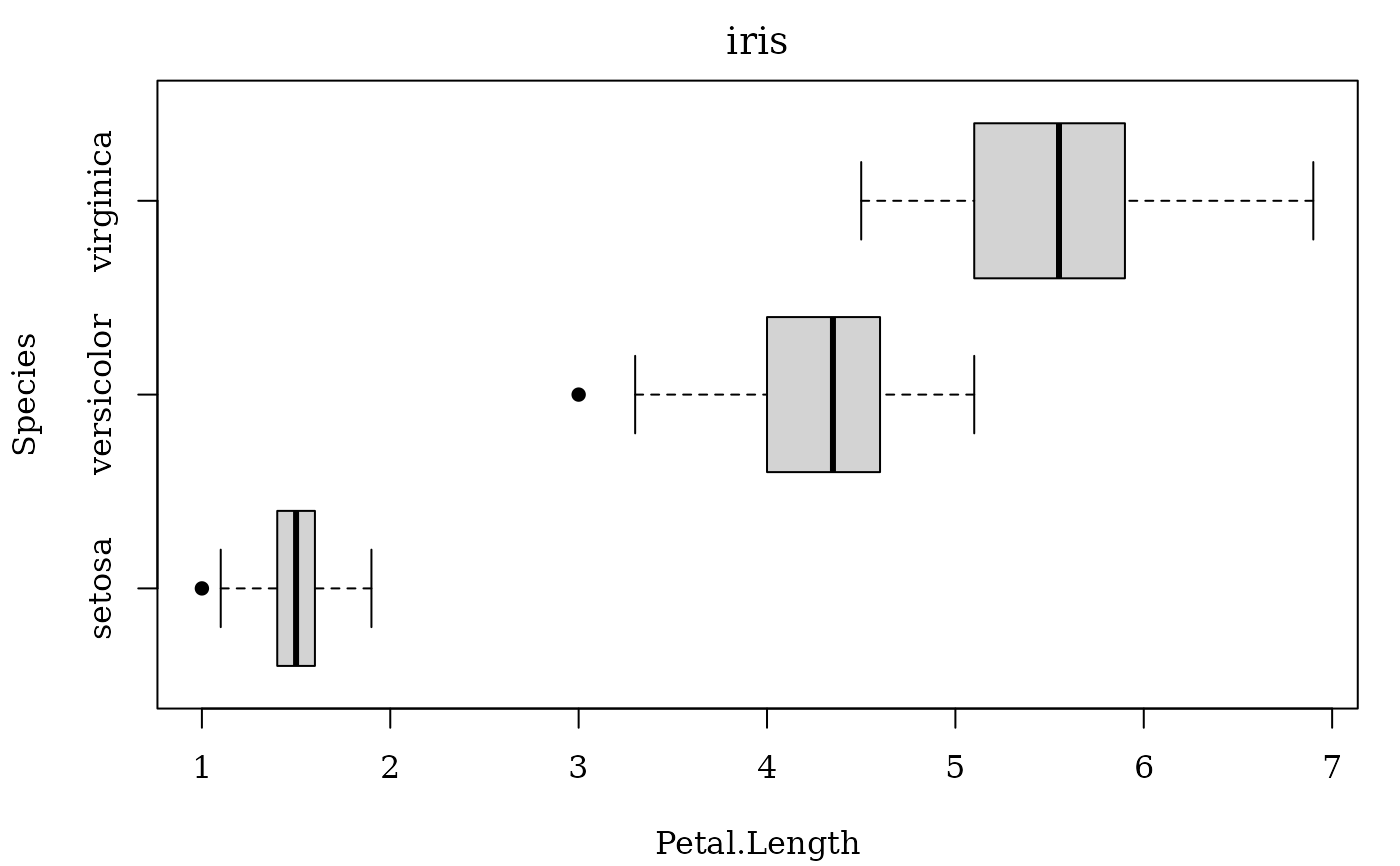 iris
Species
virginica
versicolor
setosa
1 2 3 4 5 6 7
Petal.Length